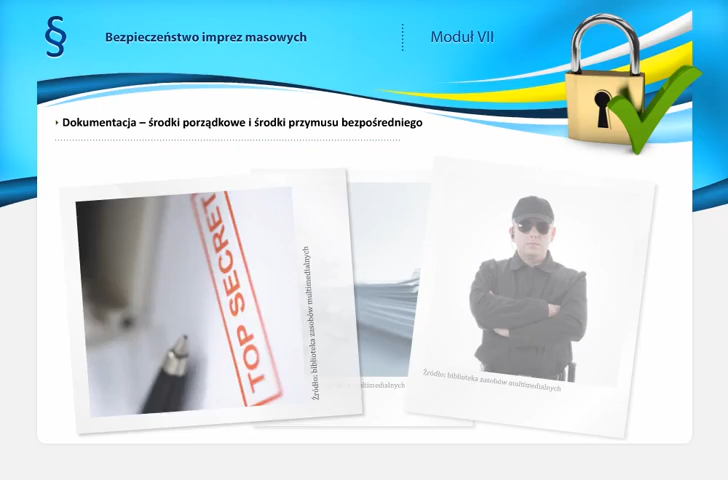 §
Bezpieczeństwo imprez masowych
Moduł VII
Dokumentacja – środki porządkowe i środki przymusu bezpośredniego
TOP SECRET
Źródło: biblioteka zasobów multimedialnych
multimedialnych
Źródło: biblioteka zasobów multimedialnych